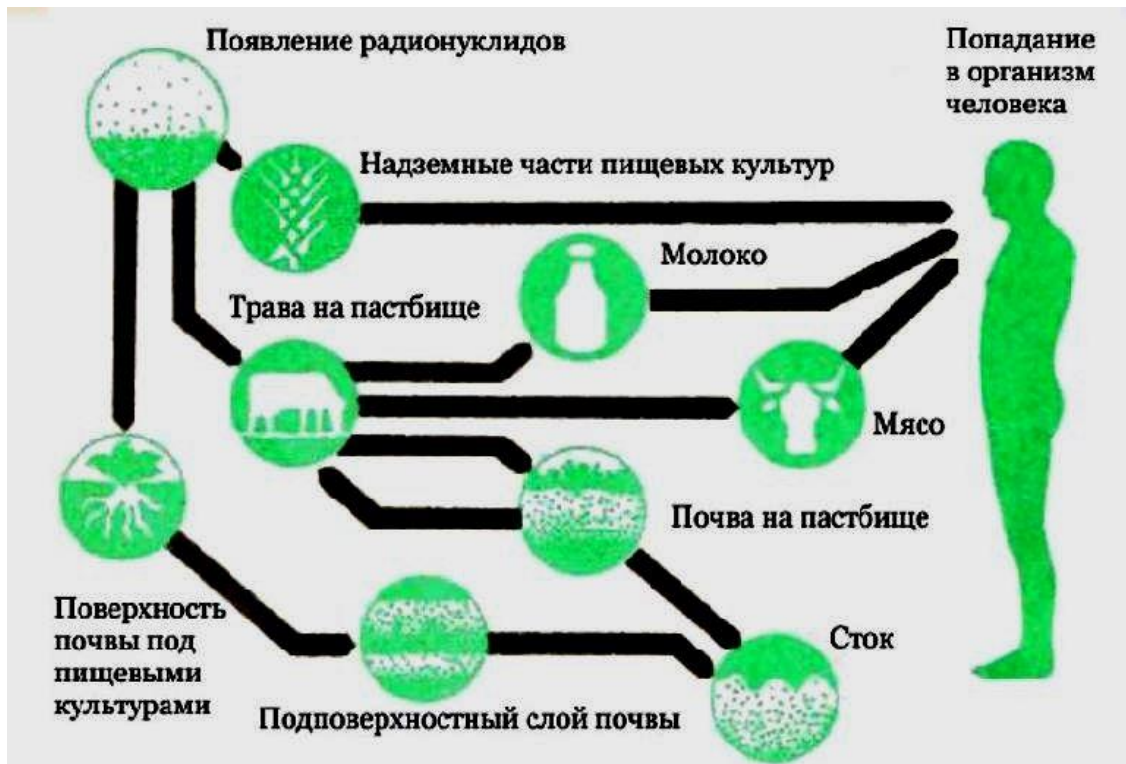 Появление радионуклидов
Попадание
в организм
человека
Надземные части пищевых культур
Молоко
Трава на пастбище
Мясо
Почва на пастбище
Поверхность
почвы под
пищевыми
культурами
Сток
Подповерхностный слой почвы